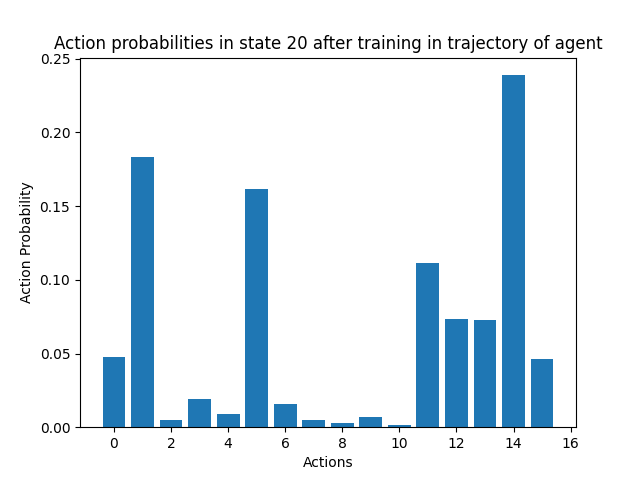 Action probabilities in state 20 after training in trajectory of agent
0.25
0.20
0.15
0.10
0.05
0.00
Action Probability
0 2 4 6 8 10 12 14 16
Actions